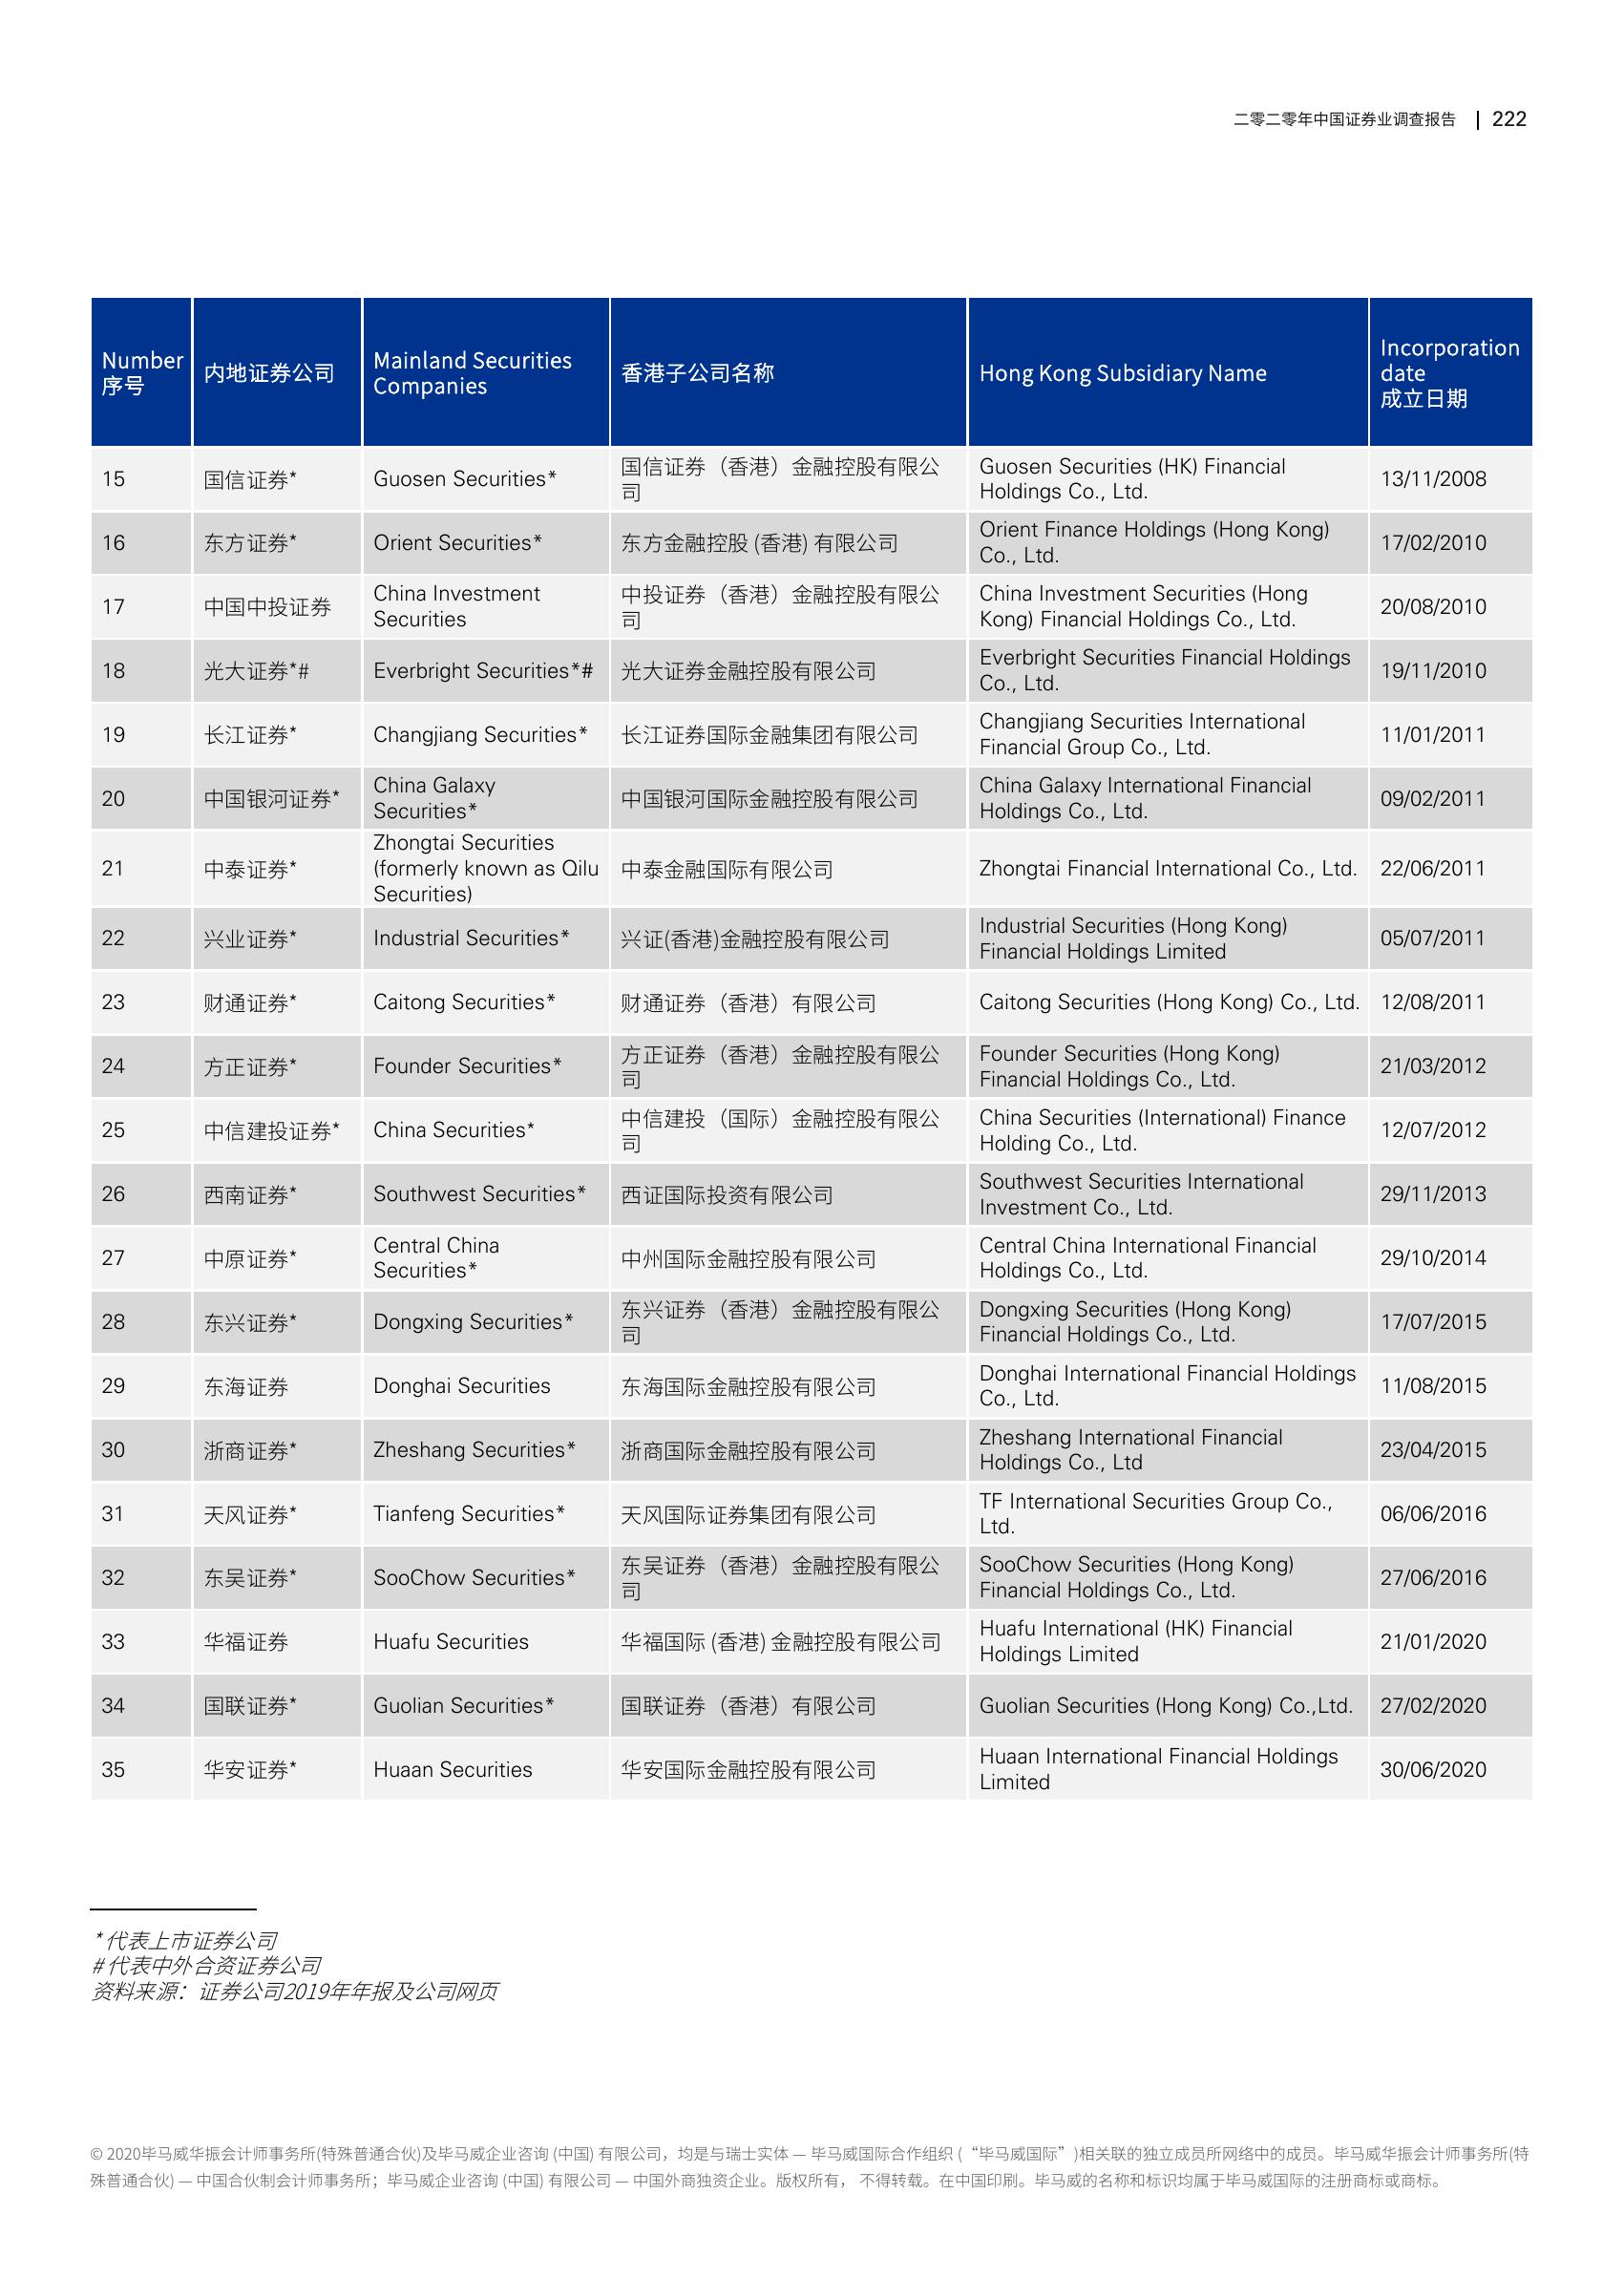 二零二零年中国证券业调查报告 | 222
Number
序号
内地证券公司
Mainland Securities
Companies
香港子公司名称
Hong Kong Subsidiary Name
Incorporation
date
成立日期
15
国信证券*
Guosen Securities*
国信证券（香港）金融控股有限公
司
Guosen Securities (HK) Financial
Holdings Co., Ltd.
13/11/2008
16
东方证券*
Orient Securities*
东方金融控股 (香港) 有限公司
Orient Finance Holdings (Hong Kong)
Co., Ltd.
17/02/2010
17
中国中投证券
China Investment
Securities
中投证券（香港）金融控股有限公
司
China Investment Securities (Hong
Kong) Financial Holdings Co., Ltd.
20/08/2010
18
光大证券*#
Everbright Securities*#
光大证券金融控股有限公司
Everbright Securities Financial Holdings
Co., Ltd.
19/11/2010
19
长江证券*
Changjiang Securities*
长江证券国际金融集团有限公司
Changjiang Securities International
Financial Group Co., Ltd.
11/01/2011
20
中国银河证券*
China Galaxy
Securities*
中国银河国际金融控股有限公司
China Galaxy International Financial
Holdings Co., Ltd.
09/02/2011
21
中泰证券*
Zhongtai Securities
(formerly known as Qilu
Securities)
中泰金融国际有限公司
Zhongtai Financial International Co., Ltd.
22/06/2011
22
兴业证券*
Industrial Securities*
兴证(香港)金融控股有限公司
Industrial Securities (Hong Kong)
Financial Holdings Limited
05/07/2011
23
财通证券*
Caitong Securities*
财通证券（香港）有限公司
Caitong Securities (Hong Kong) Co., Ltd.
12/08/2011
24
方正证券*
Founder Securities*
方正证券（香港）金融控股有限公
司
Founder Securities (Hong Kong)
Financial Holdings Co., Ltd.
21/03/2012
25
中信建投证券*
China Securities*
中信建投（国际）金融控股有限公
司
China Securities (International) Finance
Holding Co., Ltd.
12/07/2012
26
西南证券*
Southwest Securities*
西证国际投资有限公司
Southwest Securities International
Investment Co., Ltd.
29/11/2013
27
中原证券*
Central China
Securities*
中州国际金融控股有限公司
Central China International Financial
Holdings Co., Ltd.
29/10/2014
28
东兴证券*
Dongxing Securities*
东兴证券（香港）金融控股有限公
司
Dongxing Securities (Hong Kong)
Financial Holdings Co., Ltd.
17/07/2015
29
东海证券
Donghai Securities
东海国际金融控股有限公司
Donghai International Financial Holdings
Co., Ltd.
11/08/2015
30
浙商证券*
Zheshang Securities*
浙商国际金融控股有限公司
Zheshang International Financial
Holdings Co., Ltd
23/04/2015
31
天风证券*
Tianfeng Securities*
天风国际证券集团有限公司
TF International Securities Group Co.,
Ltd.
06/06/2016
32
东吴证券*
SooChow Securities*
东吴证券（香港）金融控股有限公
司
SooChow Securities (Hong Kong)
Financial Holdings Co., Ltd.
27/06/2016
33
华福证券
Huafu Securities
华福国际 (香港) 金融控股有限公司
Huafu International (HK) Financial
Holdings Limited
21/01/2020
34
国联证券*
Guolian Securities*
国联证券（香港）有限公司
Guolian Securities (Hong Kong) Co.,Ltd.
27/02/2020
35
华安证券*
Huaan Securities
华安国际金融控股有限公司
Huaan International Financial Holdings
Limited
30/06/2020
*代表上市证券公司
#代表中外合资证券公司
资料来源：证券公司2019年年报及公司网页
© 2020毕马威华振会计师事务所(特殊普通合伙)及毕马威企业咨询 (中国) 有限公司，均是与瑞士实体 — 毕马威国际合作组织 (“毕马威国际”)相关联的独立成员所网络中的成员。毕马威华振会计师事务所(特
殊普通合伙) — 中国合伙制会计师事务所；毕马威企业咨询 (中国) 有限公司 — 中国外商独资企业。版权所有， 不得转载。在中国印刷。毕马威的名称和标识均属于毕马威国际的注册商标或商标。